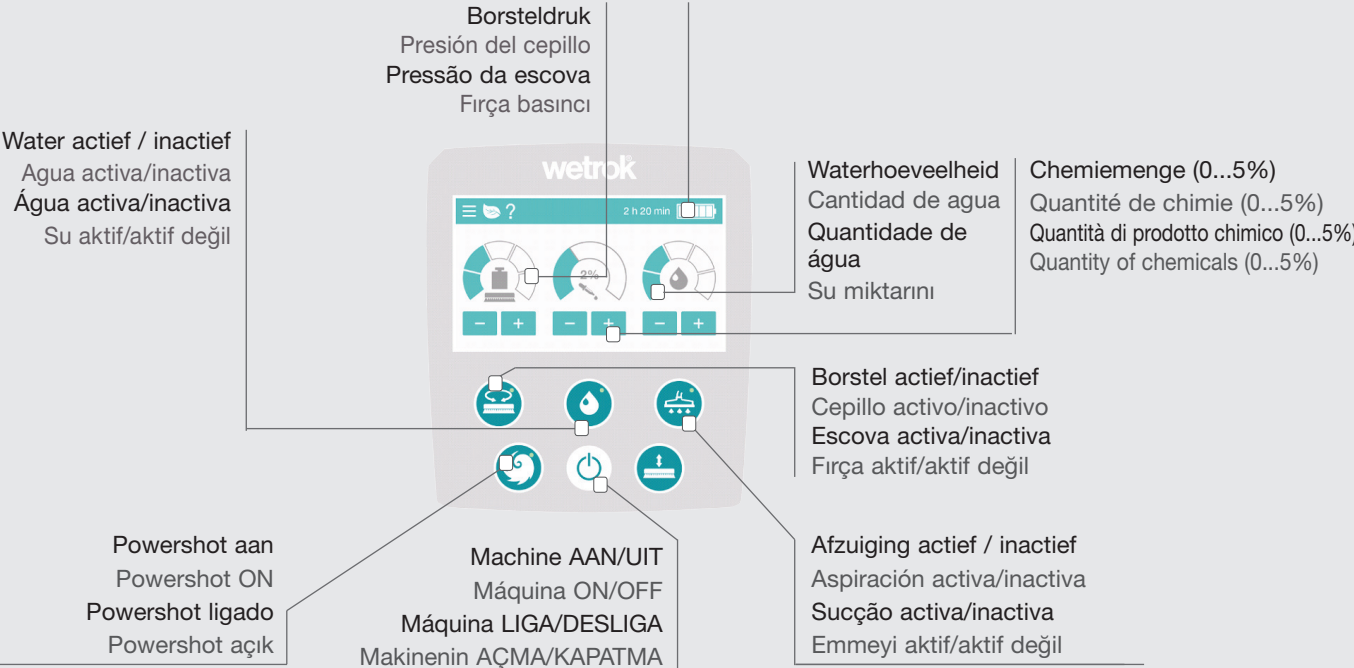 Borsteldruk
Presión del cepillo
Pressão da escova
Fırça basıncı
Water actief / inactief
Agua activa/inactiva
Água activa/inactiva
Su aktif/aktif değil
wetrok
?
2 h 20 min
2%
− + − + − +
Waterhoeveelheid
Cantidad de agua
Quantidade de
água
Su miktarını
Chemiemenge (0...5%)
Quantité de chimie (0...5%)
Quantità di prodotto chimico (0...5%)
Quantity of chemicals (0...5%)
Borstel actief/inactief
Cepillo activo/inactivo
Escova activa/inactiva
Fırça aktif/aktif değil
Powershot aan
Powershot ON
Powershot ligado
Powershot açık
Machine AAN/UIT
Máquina ON/OFF
Máquina LIGA/DESLIGA
Makinenin AÇMA/KAPATMA
Afzuiging actief / inactief
Aspiración activa/inactiva
Sucção activa/inactiva
Emmeyi aktif/aktif değil